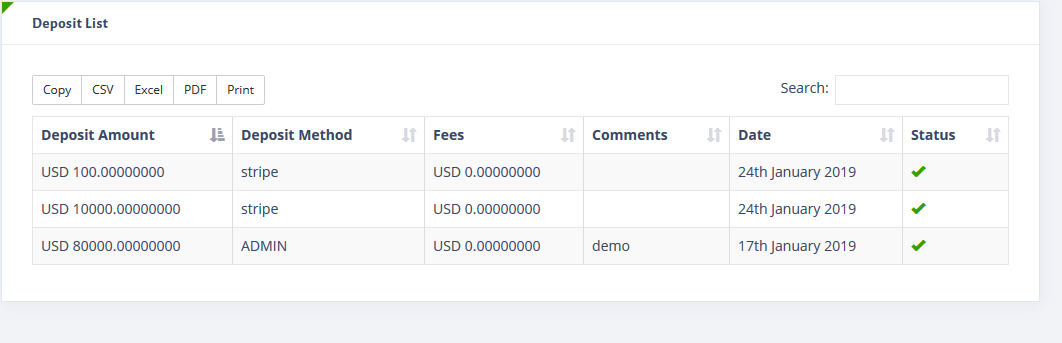 Deposit List
Copy CSV Excel PDF Print Search:
Deposit Amount Deposit Method Fees Comments Date Status
USD 100.00000000 stripe USD 0.00000000 24th January 2019
USD 10000.00000000 stripe USD 0.00000000 24th January 2019
USD 80000.00000000 ADMIN USD 0.00000000 demo 17th January 2019